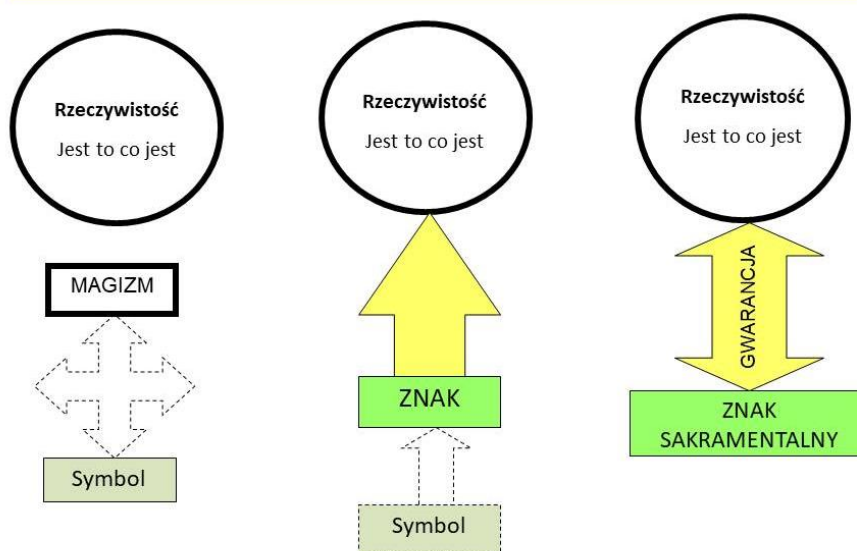 Rzeczywistość
Jest to co jest
MAGIZM
Symbol
Rzeczywistość
Jest to co jest
ZNAK
Symbol
Rzeczywistość
Jest to co jest
GWARANCJA
ZNAK
SAKRAMENTALNY